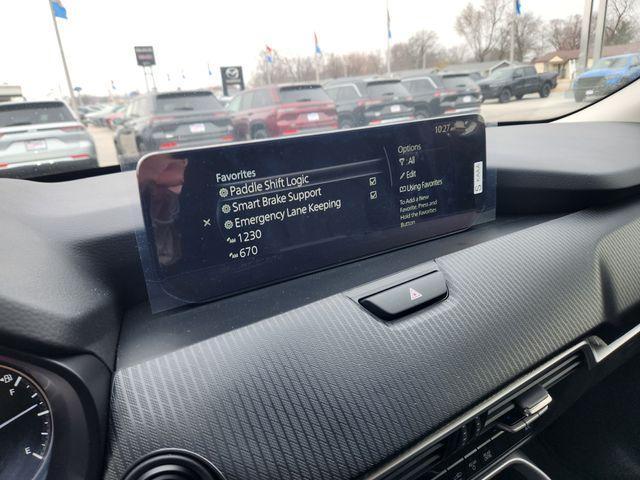 Favorites
Paddle Shift Logic
Smart Brake Support
Emergency Lane Keeping
1230
670
10:27
Options
:All
Edit
Using Favorites
To Add a New
Favorite, Press and
Hold the Favorites
Button
F
E